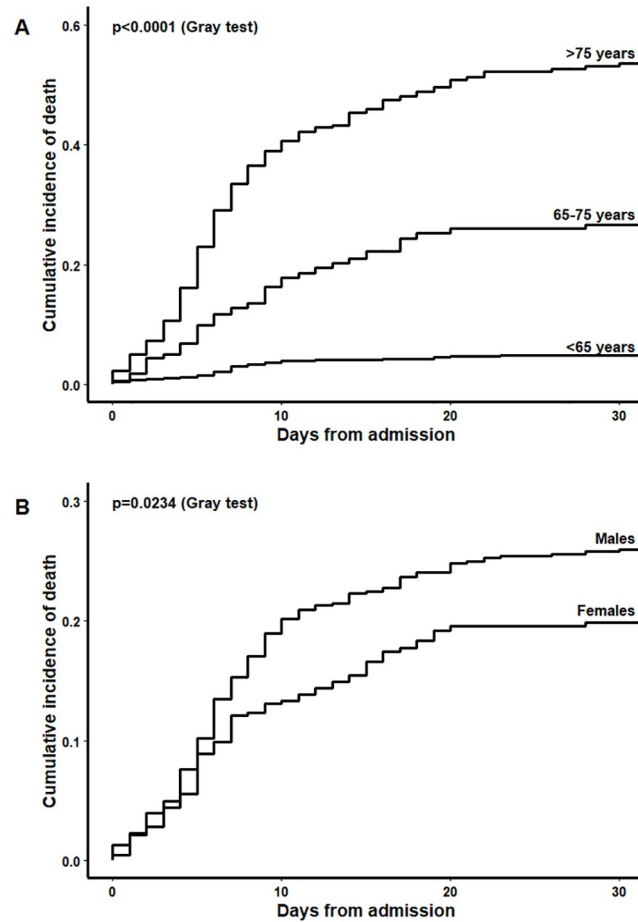 A
p<0.0001 (Gray test)
Cumulative incidence of death
0.6
0.4
0.2
0.0
>75 years
65-75 years
<65 years
0
10
20
30
Days from admission
B
p=0.0234 (Gray test)
Cumulative incidence of death
0.3
0.2
0.1
0.0
Males
Females
0
10
20
30
Days from admission